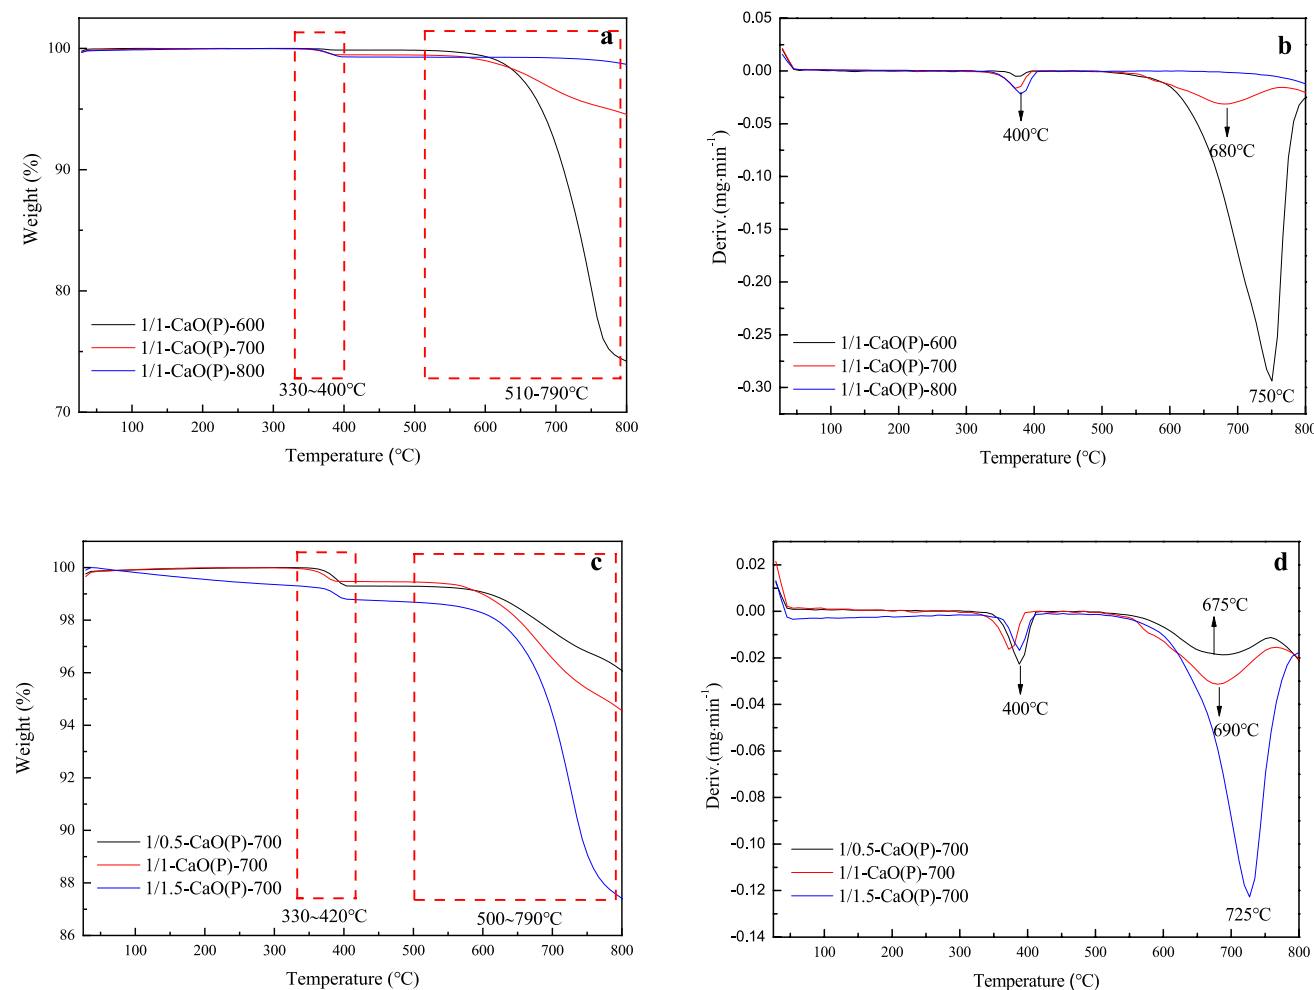 a
100
90
80
70
Weight (%)
1/1-CaO(P)-600
1/1-CaO(P)-700
1/1-CaO(P)-800
330~400℃
510-790℃
100 200 300 400 500 600 700 800
Temperature (℃)
b
0.00
-0.05
-0.10
-0.15
-0.20
-0.25
-0.30
Deriv.(mg·min⁻¹)
400℃
680℃
750℃
1/1-CaO(P)-600
1/1-CaO(P)-700
1/1-CaO(P)-800
100 200 300 400 500 600 700 800
Temperature (℃)
c
100
98
96
94
92
90
88
86
Weight (%)
1/0.5-CaO(P)-700
1/1-CaO(P)-700
1/1.5-CaO(P)-700
330~420℃
500~790℃
100 200 300 400 500 600 700 800
Temperature (℃)
d
0.02
0.00
-0.02
-0.04
-0.06
-0.08
-0.10
-0.12
-0.14
Deriv.(mg·min⁻¹)
675℃
400℃
690℃
725℃
1/0.5-CaO(P)-700
1/1-CaO(P)-700
1/1.5-CaO(P)-700
100 200 300 400 500 600 700 800
Temperature (℃)